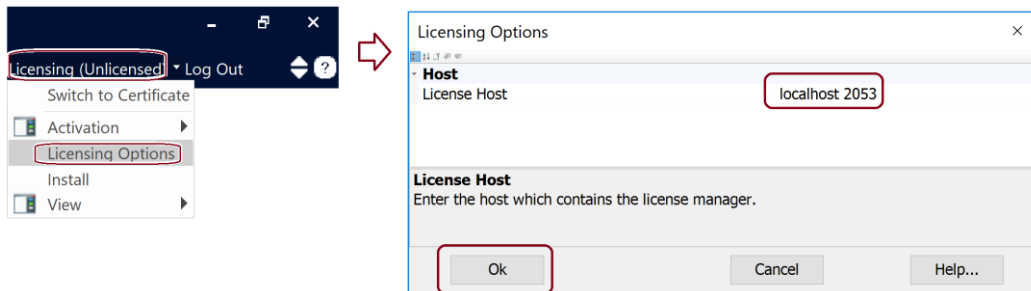 Licensing (Unlicensed) Log Out ?
Switch to Certificate
Activation
Licensing Options
Install
View
Licensing Options
Host
License Host localhost 2053
License Host
Enter the host which contains the license manager.
Ok Cancel Help...